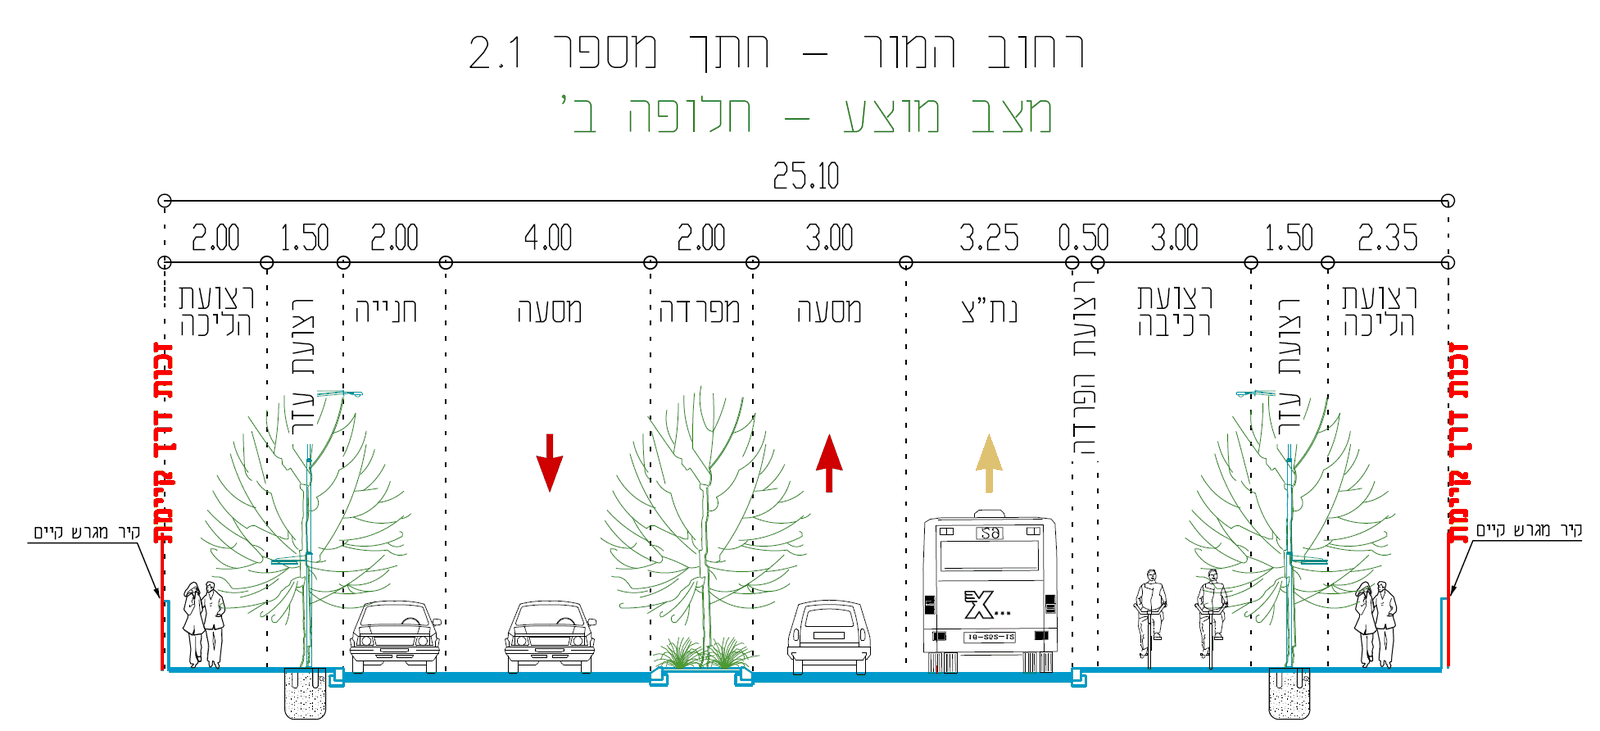 רחוב המור - חתך מספר 2.1
מצב מוצע - חלופה ב'
25.10
2.00 1.50 2.00 4.00 2.00 3.00 3.25 0.50 3.00 1.50 2.35
רצועת הליכה
רצועת עזר
רצועת רכיבה
רצועת הפרדה
נת"צ
מסעה
מפרדה
מסעה
חנייה
רצועת עזר
רצועת הליכה
זכות דרך קיימת
זכות דרך קיימת
קיר מגרש קיים
קיר מגרש קיים